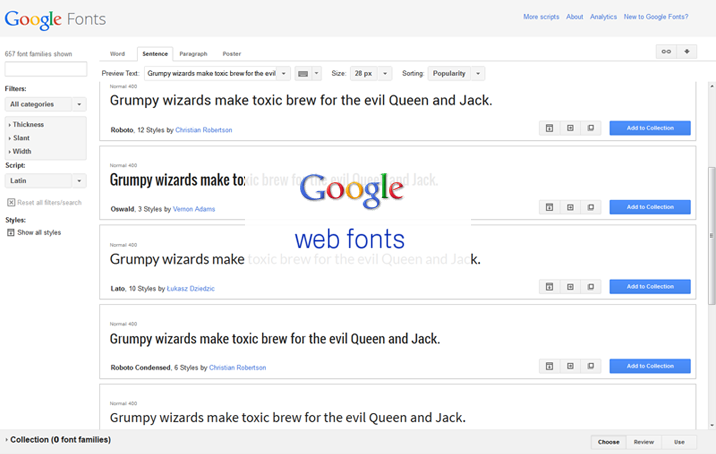 Google Fonts
More scripts About Analytics New to Google Fonts?
657 font families shown
Word Sentence Paragraph Poster
Preview Text: Grumpy wizards make toxic brew for the evil Size: 28 px Sorting: Popularity
Filters:
All categories
Thickness
Slant
Width
Script:
Latin
Reset all filters/search
Styles:
Show all styles
Normal 400
Grumpy wizards make toxic brew for the evil Queen and Jack.
Roboto, 12 Styles by Christian Robertson
Add to Collection
Normal 400
Grumpy wizards make toxic brew for the evil Queen and Jack.
Oswald, 3 Styles by Vernon Adams
Add to Collection
Google
web fonts
Normal 400
Grumpy wizards make toxic brew for the evil Queen and Jack.
Lato, 10 Styles by Łukasz Dziedzic
Add to Collection
Normal 400
Grumpy wizards make toxic brew for the evil Queen and Jack.
Roboto Condensed, 6 Styles by Christian Robertson
Add to Collection
Normal 400
Grumpy wizards make toxic brew for the evil Queen and Jack.
Collection (0 font families)
Choose Review Use